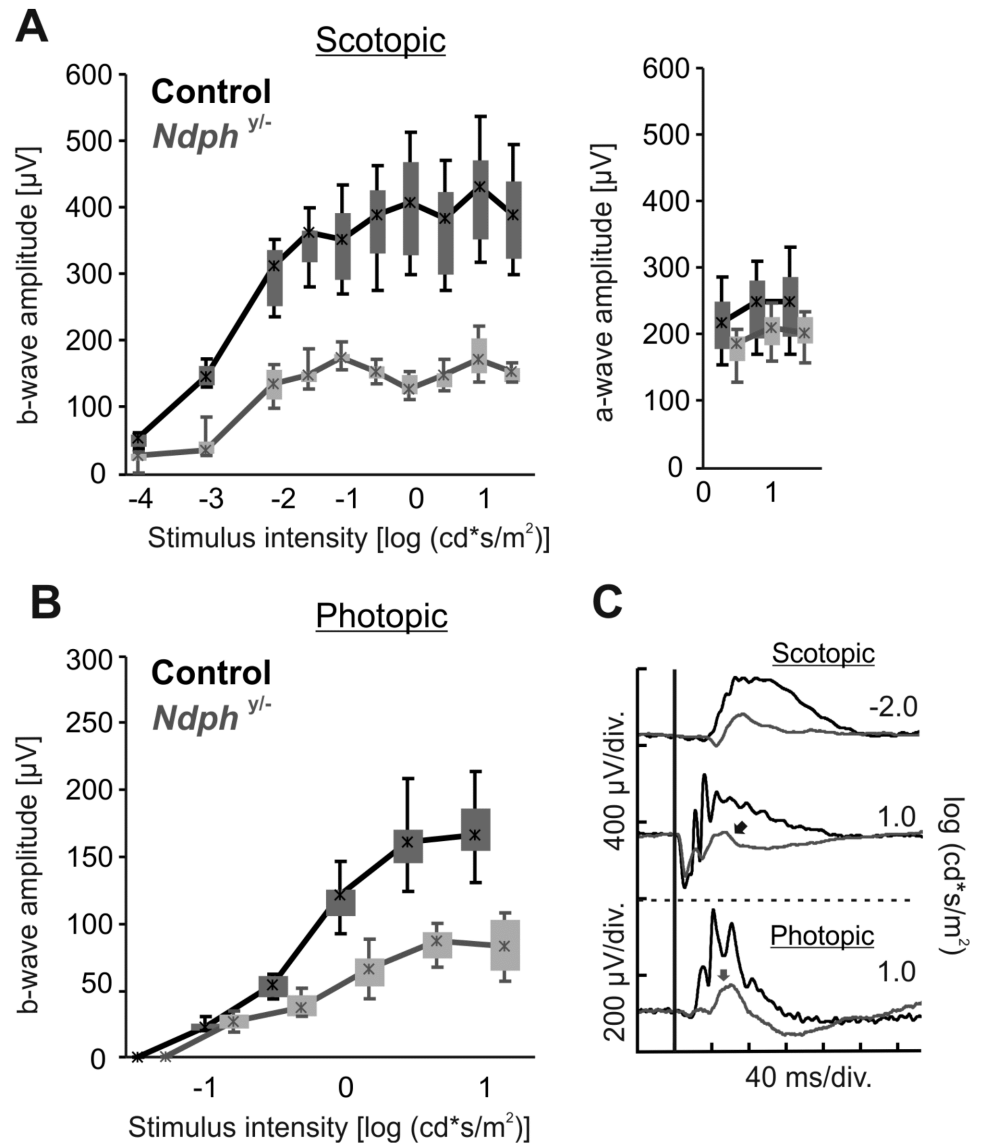 A
Scotopic
Control
Ndph y/-
b-wave amplitude [µV]
600
500
400
300
200
100
0
-4 -3 -2 -1 0 1
Stimulus intensity [log (cd*s/m2)]
a-wave amplitude [µV]
600
500
400
300
200
100
0
0 1
B
Photopic
Control
Ndph y/-
b-wave amplitude [µV]
300
250
200
150
100
50
0
-1 0 1
Stimulus intensity [log (cd*s/m2)]
C
Scotopic
-2.0
400 µV/div.
1.0
log (cd*s/m2)
Photopic
200 µV/div.
1.0
40 ms/div.